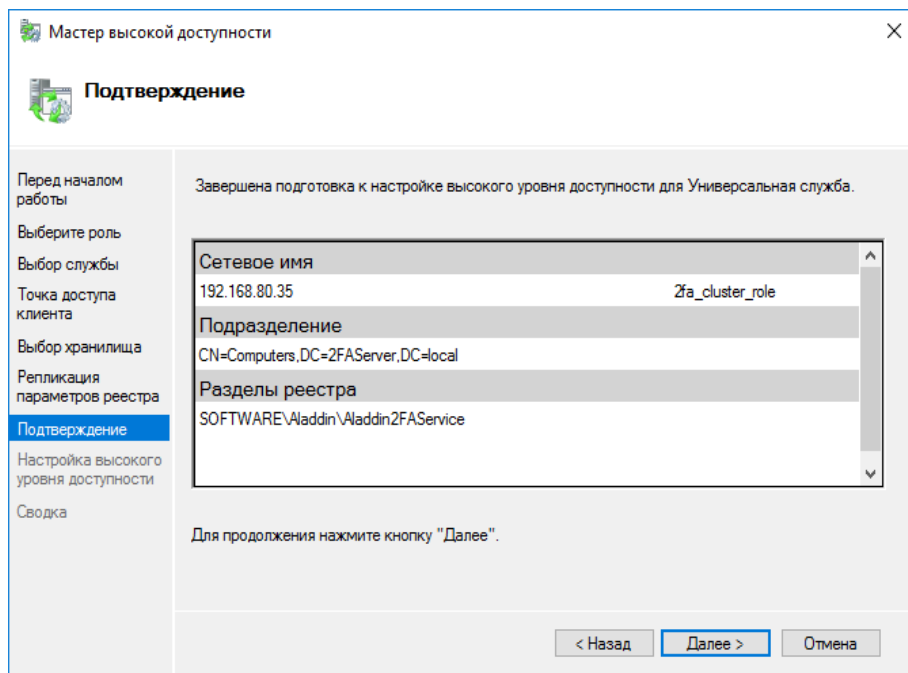 Мастер высокой доступности
Подтверждение
Перед началом
работы
Выберите роль
Выбор службы
Точка доступа
клиента
Выбор хранилища
Репликация
параметров реестра
Подтверждение
Настройка высокого
уровня доступности
Сводка
Завершена подготовка к настройке высокого уровня доступности для Универсальная служба.
Сетевое имя
192.168.80.35 2fa_cluster_role
Подразделение
CN=Computers,DC=2FAServer,DC=local
Разделы реестра
SOFTWARE\Aladdin\Aladdin2FAService
Для продолжения нажмите кнопку "Далее".
< Назад Далее > Отмена